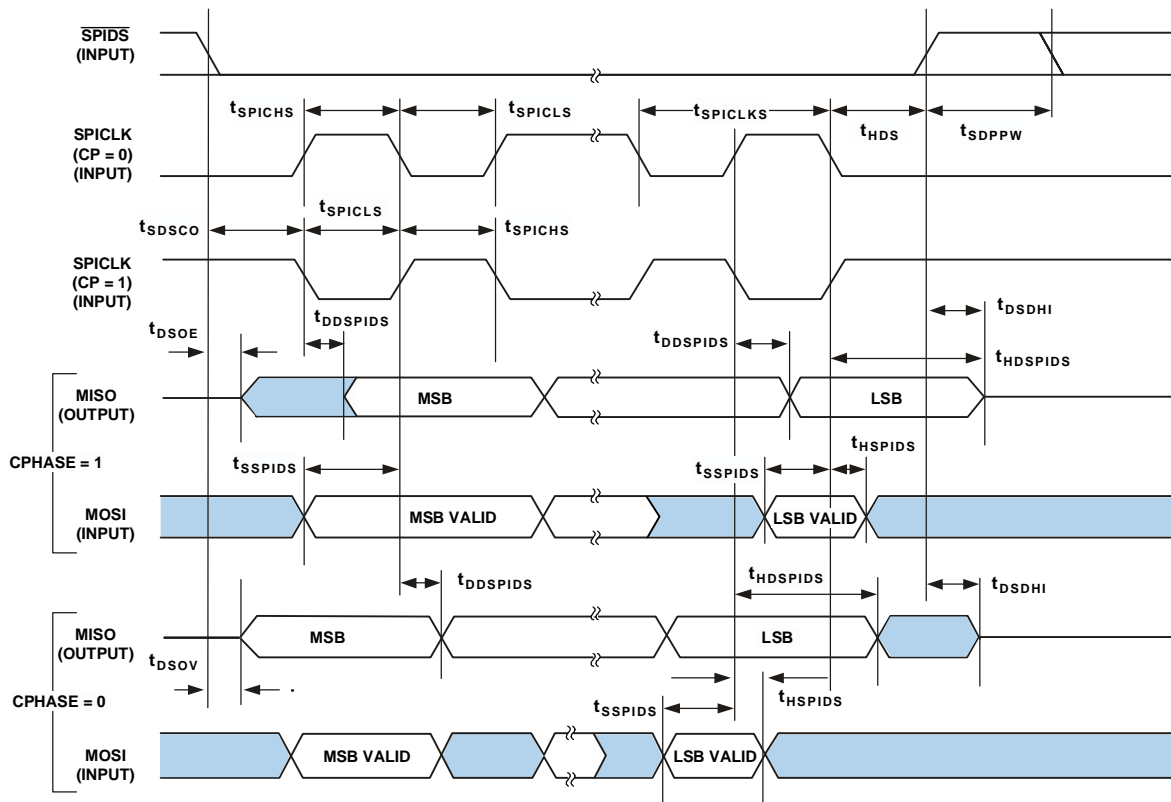 SPIDS
(INPUT)
tSPICHS
tSPICLS
tSPICLKS
tHDS
tSDPPW
SPICLK
(CP = 0)
(INPUT)
tSPICLS
tSDSCO
tSPICHS
SPICLK
(CP = 1)
(INPUT)
tDSOE
tDDSPIDS
tDDSPIDS
tDSDHI
tHDSPIDS
MISO
(OUTPUT)
MSB
LSB
CPHASE = 1
tSSPIDS
tSSPIDS
tHSPIDS
MOSI
(INPUT)
MSB VALID
LSB VALID
tDDSPIDS
tHDSPIDS
tDSDHI
MISO
(OUTPUT)
MSB
LSB
tDSOV
CPHASE = 0
tSSPIDS
tHSPIDS
MOSI
(INPUT)
MSB VALID
LSB VALID